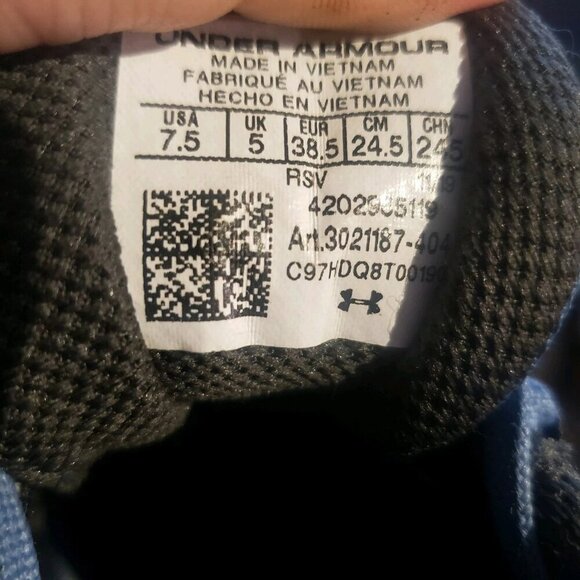 UNDER ARMOUR
MADE IN VIETNAM
FABRIQUÉ AU VIETNAM
HECHO EN VIETNAM
USA UK EUR CM CHN
7.5 5 38.5 24.5 245
RSV
Art.3021187-404